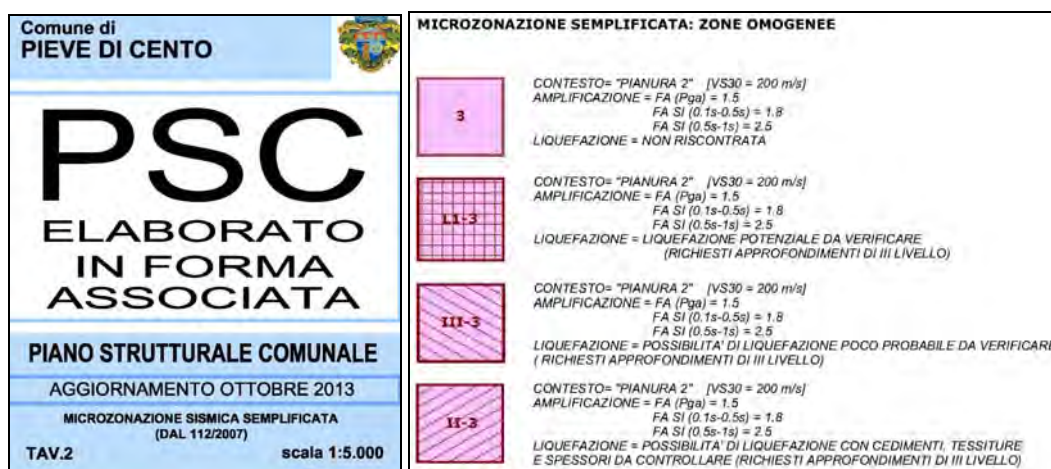 Comune di
PIEVE DI CENTO
PSC
ELABORATO
IN FORMA
ASSOCIATA
PIANO STRUTTURALE COMUNALE
AGGIORNAMENTO OTTOBRE 2013
MICROZONAZIONE SISMICA SEMPLIFICATA
(DAL 112/2007)
TAV.2 scala 1:5.000
MICROZONAZIONE SEMPLIFICATA: ZONE OMOGENEE
3
CONTESTO= "PIANURA 2" [VS30 = 200 m/s]
AMPLIFICAZIONE = FA (Pga) = 1.5
FA SI (0.1s-0.5s) = 1.8
FA SI (0.5s-1s) = 2.5
LIQUEFAZIONE = NON RISCONTRATA
L1-3
CONTESTO= "PIANURA 2" [VS30 = 200 m/s]
AMPLIFICAZIONE = FA (Pga) = 1.5
FA SI (0.1s-0.5s) = 1.8
FA SI (0.5s-1s) = 2.5
LIQUEFAZIONE = LIQUEFAZIONE POTENZIALE DA VERIFICARE
(RICHIESTI APPROFONDIMENTI DI III LIVELLO)
III-3
CONTESTO= "PIANURA 2" [VS30 = 200 m/s]
AMPLIFICAZIONE = FA (Pga) = 1.5
FA SI (0.1s-0.5s) = 1.8
FA SI (0.5s-1s) = 2.5
LIQUEFAZIONE = POSSIBILITA' DI LIQUEFAZIONE POCO PROBABILE DA VERIFICARE
( RICHIESTI APPROFONDIMENTI DI III LIVELLO)
II-3
CONTESTO= "PIANURA 2" [VS30 = 200 m/s]
AMPLIFICAZIONE = FA (Pga) = 1.5
FA SI (0.1s-0.5s) = 1.8
FA SI (0.5s-1s) = 2.5
LIQUEFAZIONE = POSSIBILITA' DI LIQUEFAZIONE CON CEDIMENTI, TESSITURE
E SPESSORI DA CONTROLLARE (RICHIESTI APPROFONDIMENTI DI III LIVELLO)